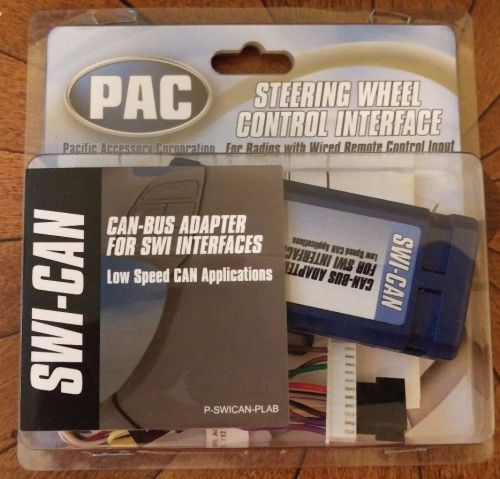 PAC
Pacific Accessory Corporation
STEERING WHEEL
CONTROL INTERFACE
For Radios with Wired Remote Control Input
SWI-CAN
CAN-BUS ADAPTER
FOR SWI INTERFACES
Low Speed CAN Applications
P-SWICAN-PLAB
SWI-CAN
CAN-BUS ADAPTER
FOR SWI INTERFACE
Low Speed CAN Applications